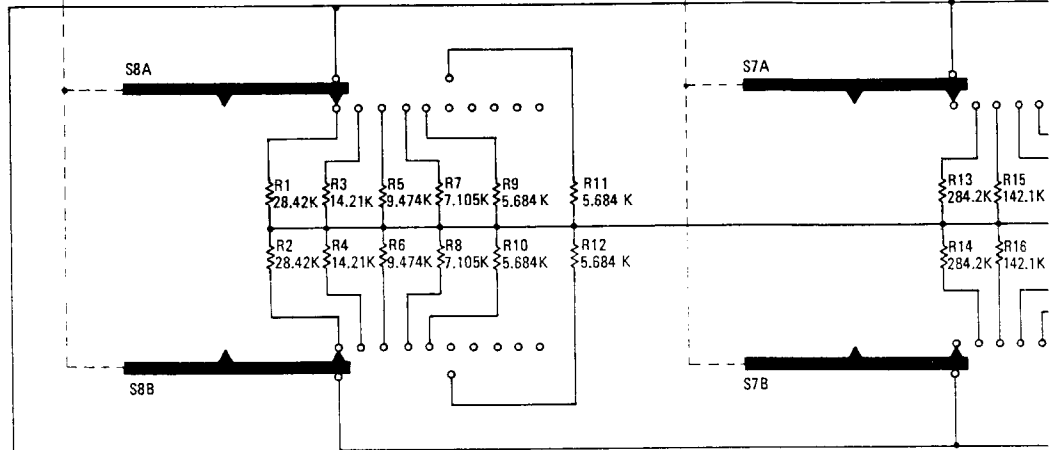 S8A
S7A
R1
28.42K
R3
14.21K
R5
9.474K
R7
7.105K
R9
5.684 K
R11
5.684 K
R13
284.2K
R15
142.1K
R2
28.42K
R4
14.21K
R6
9.474K
R8
7.105K
R10
5.684K
R12
5.684 K
R14
284.2K
R16
142.1K
S8B
S7B